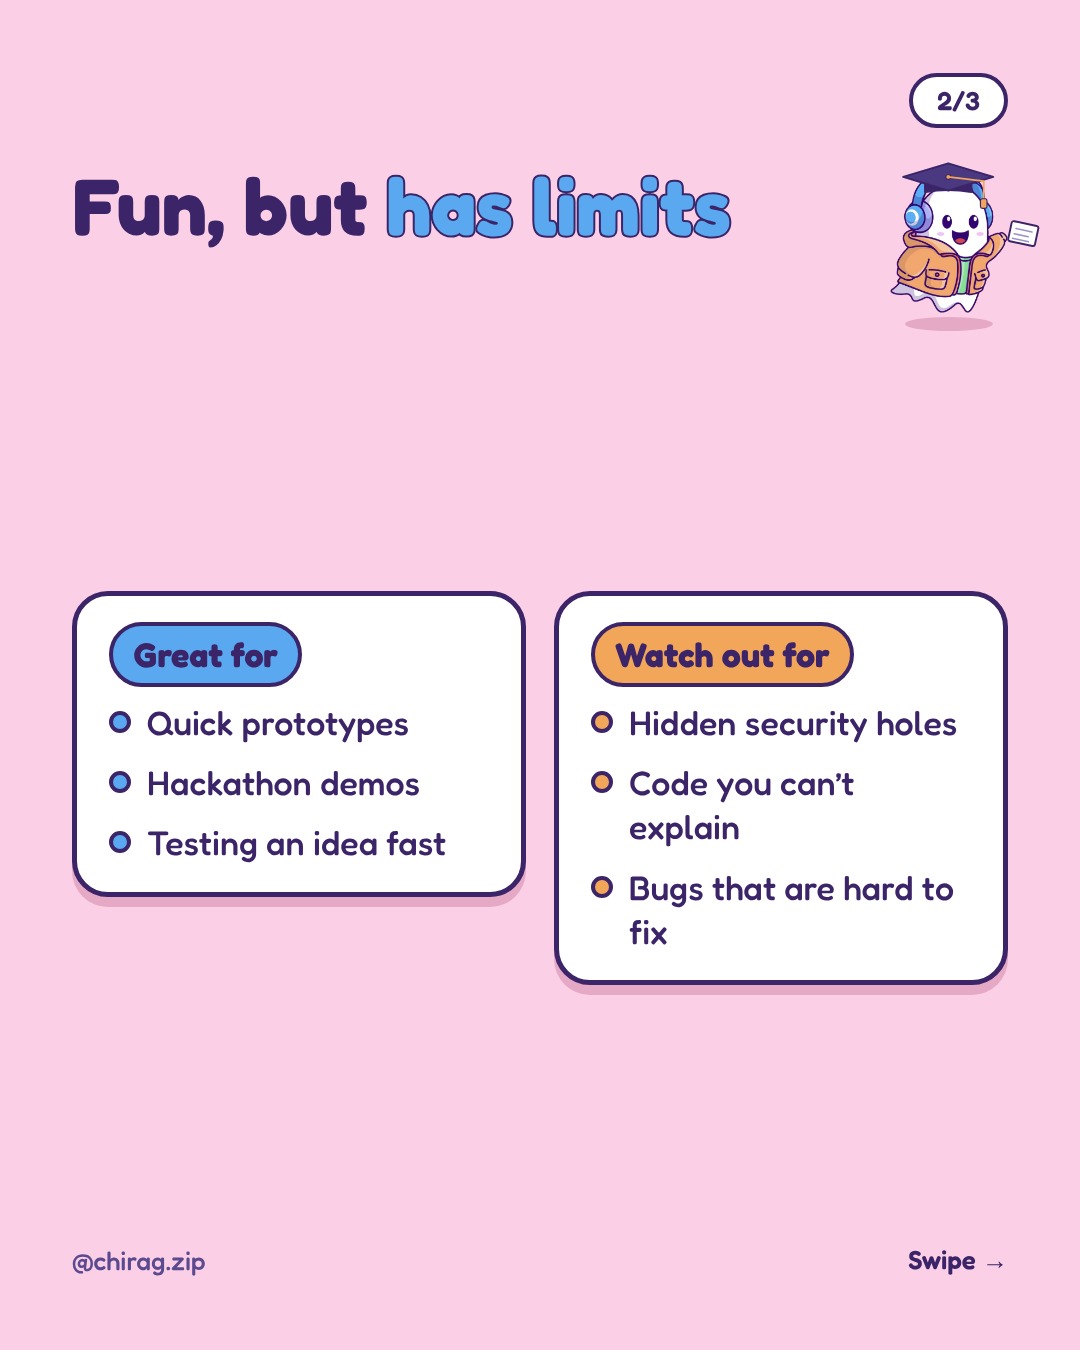 2/3
Fun, but has limits
Great for
Quick prototypes
Hackathon demos
Testing an idea fast
Watch out for
Hidden security holes
Code you can’t
explain
Bugs that are hard to
fix
@chirag.zip
Swipe →